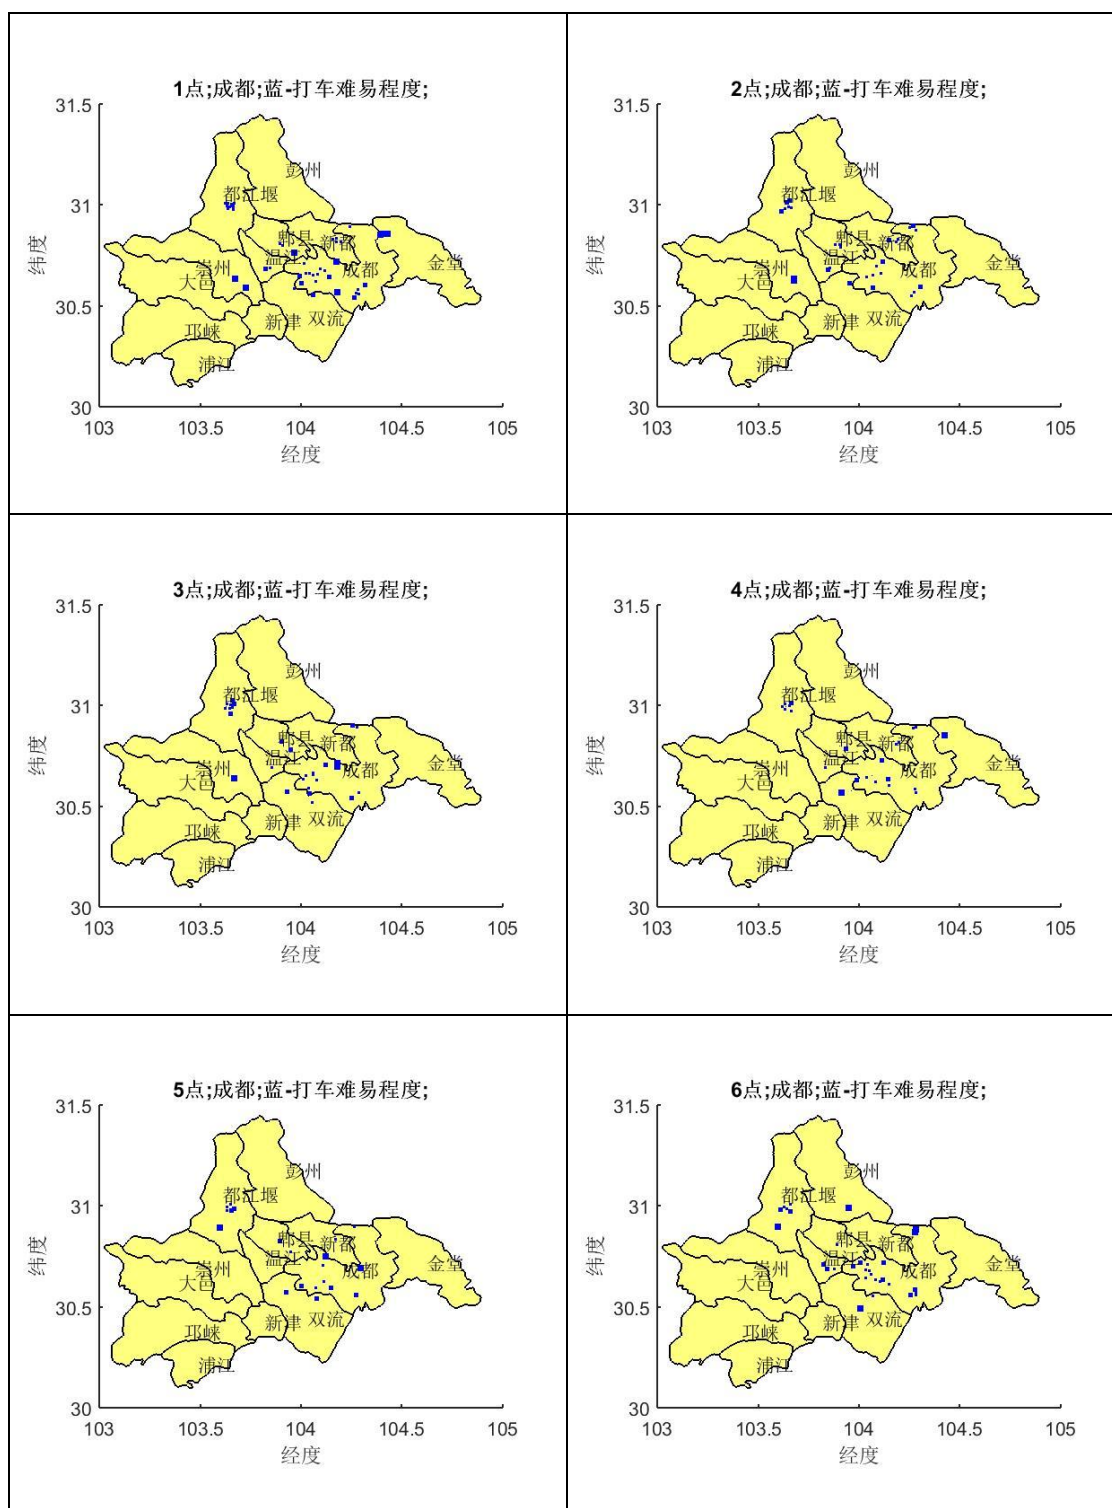 1点;成都;蓝-打车难易程度;
31.5
31
30.5
30
纬度
彭州
都江堰
郫县
新都
温江
金堂
崇州
成都
大邑
新津
双流
邛崃
浦江
103
103.5
104
104.5
105
经度
2点;成都;蓝-打车难易程度;
31.5
31
30.5
30
纬度
彭州
都江堰
郫县
新都
温江
金堂
崇州
成都
大邑
新津
双流
邛崃
浦江
103
103.5
104
104.5
105
经度
3点;成都;蓝-打车难易程度;
31.5
31
30.5
30
纬度
彭州
都江堰
郫县
新都
温江
金堂
崇州
成都
大邑
新津
双流
邛崃
浦江
103
103.5
104
104.5
105
经度
4点;成都;蓝-打车难易程度;
31.5
31
30.5
30
纬度
彭州
都江堰
郫县
新都
温江
金堂
崇州
成都
大邑
新津
双流
邛崃
浦江
103
103.5
104
104.5
105
经度
5点;成都;蓝-打车难易程度;
31.5
31
30.5
30
纬度
彭州
都江堰
郫县
新都
温江
金堂
崇州
成都
大邑
新津
双流
邛崃
浦江
103
103.5
104
104.5
105
经度
6点;成都;蓝-打车难易程度;
31.5
31
30.5
30
纬度
彭州
都江堰
郫县
新都
温江
金堂
崇州
成都
大邑
新津
双流
邛崃
浦江
103
103.5
104
104.5
105
经度